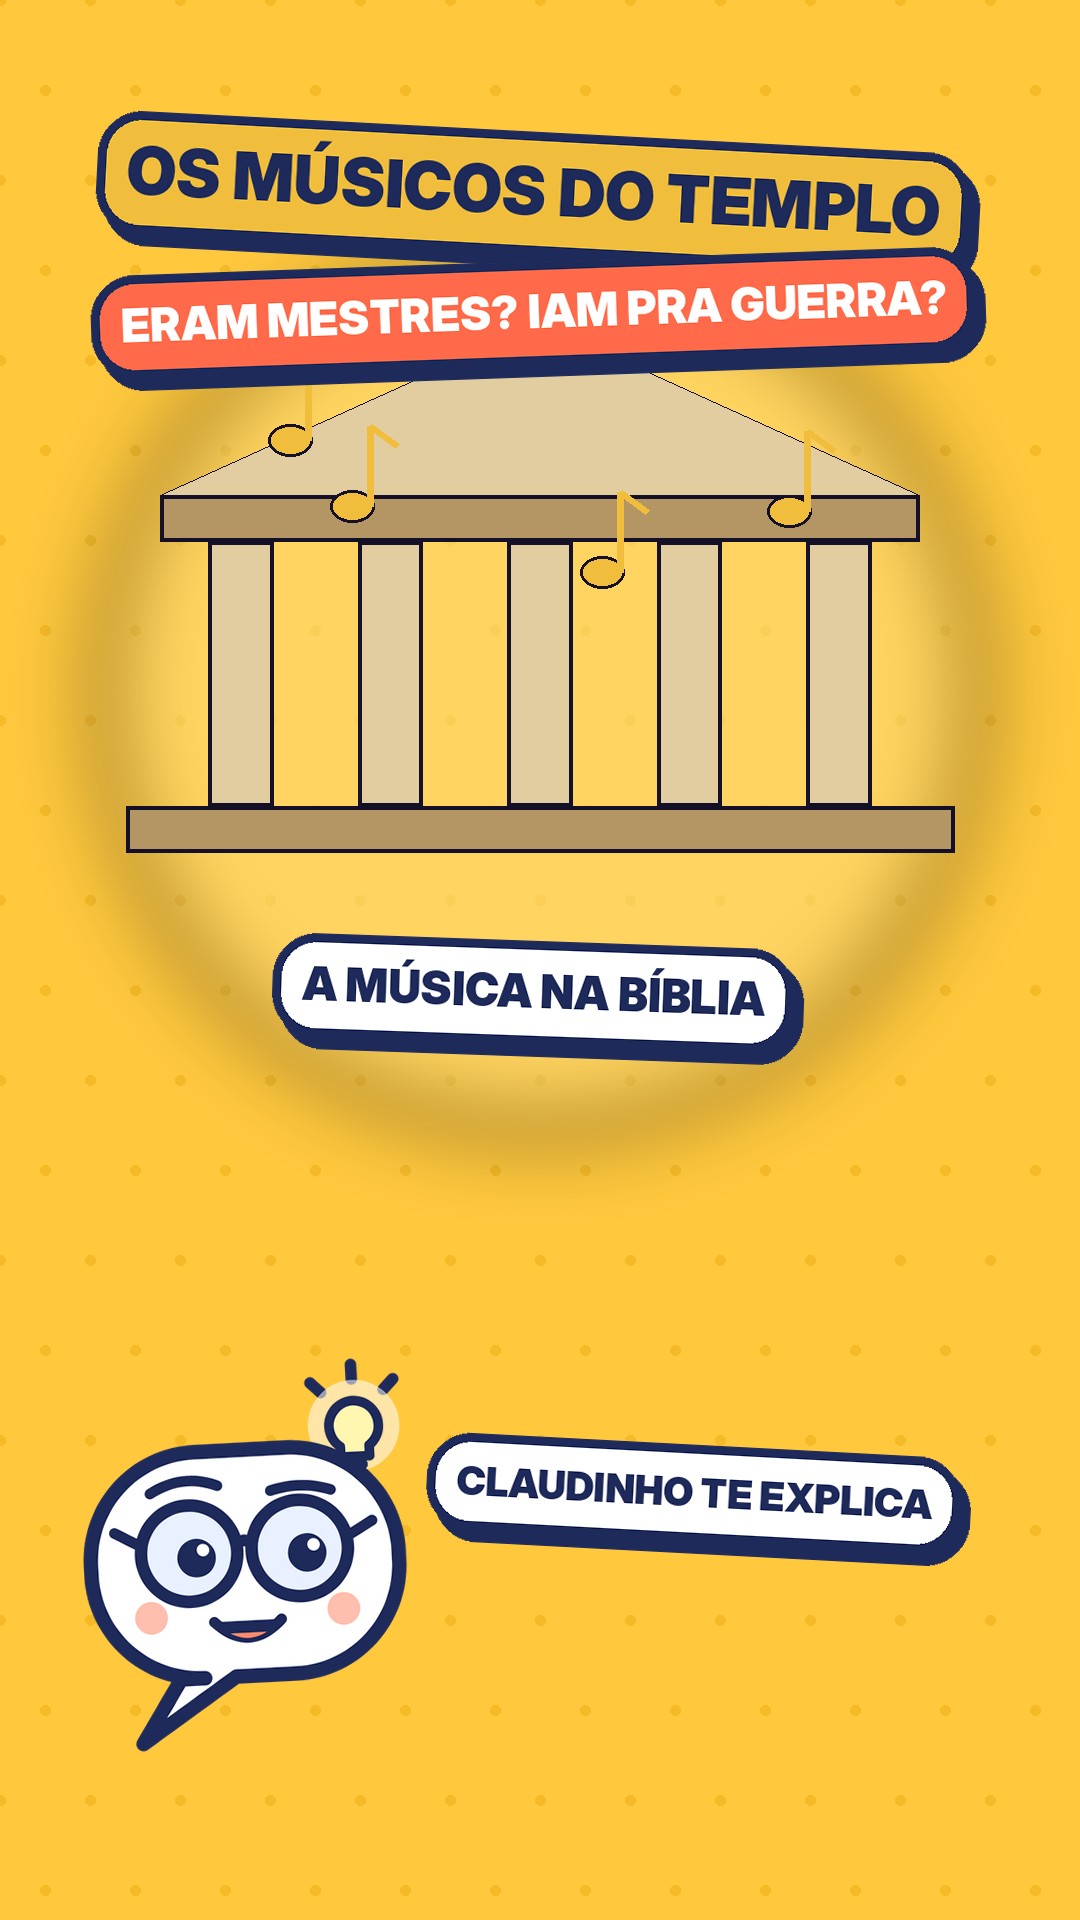 OS MÚSICOS DO TEMPLO
ERAM MESTRES? IAM PRA GUERRA?
A MÚSICA NA BÍBLIA
CLAUDINHO TE EXPLICA